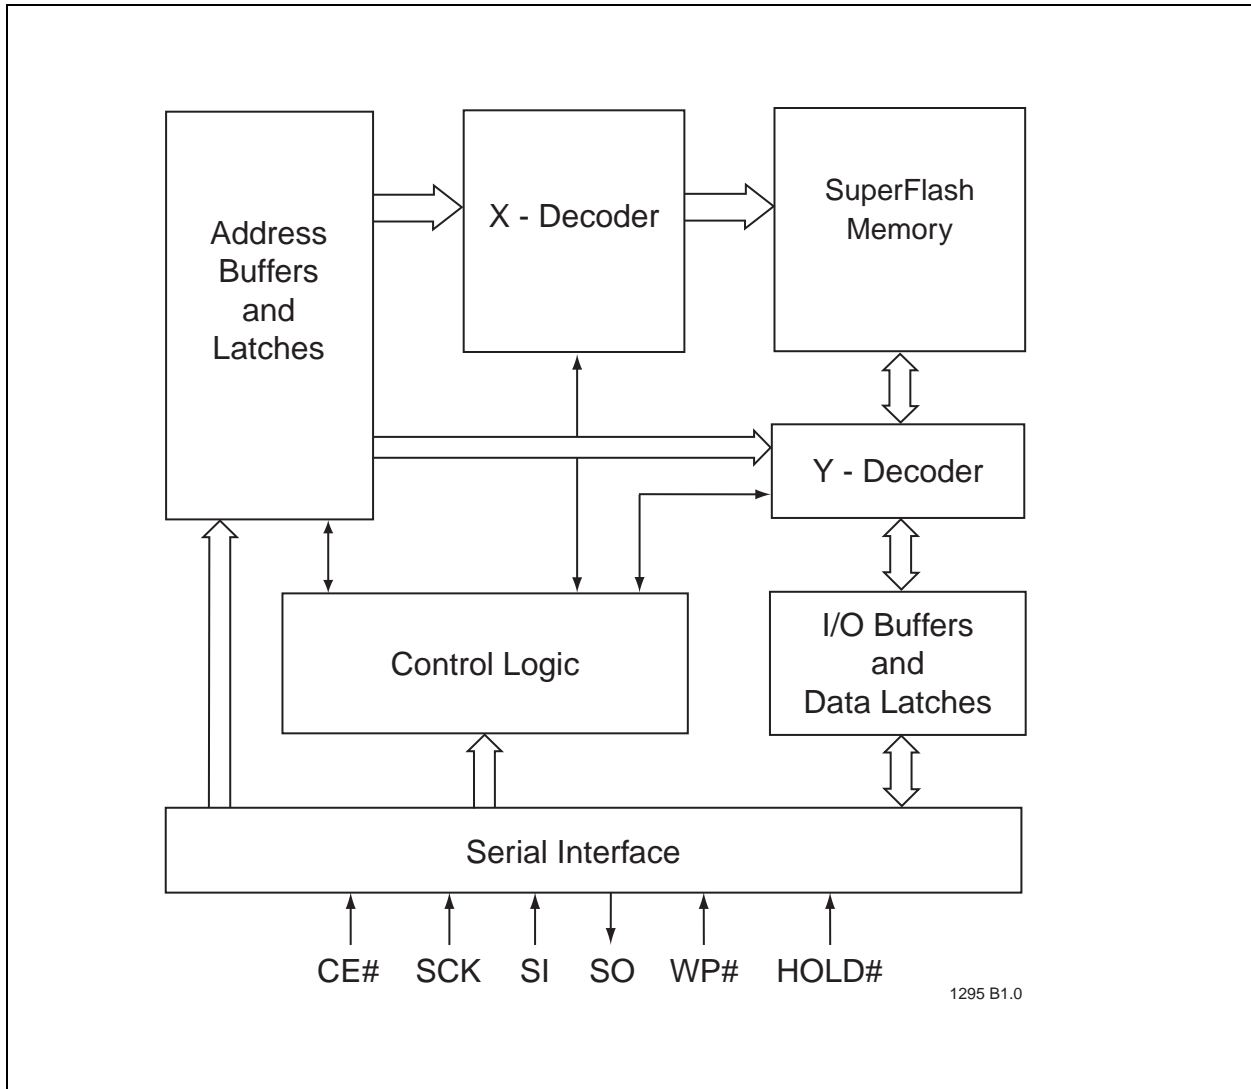 Address
Buffers
and
Latches
X - Decoder
SuperFlash
Memory
Y - Decoder
Control Logic
I/O Buffers
and
Data Latches
Serial Interface
CE# SCK SI SO WP# HOLD#
1295 B1.0